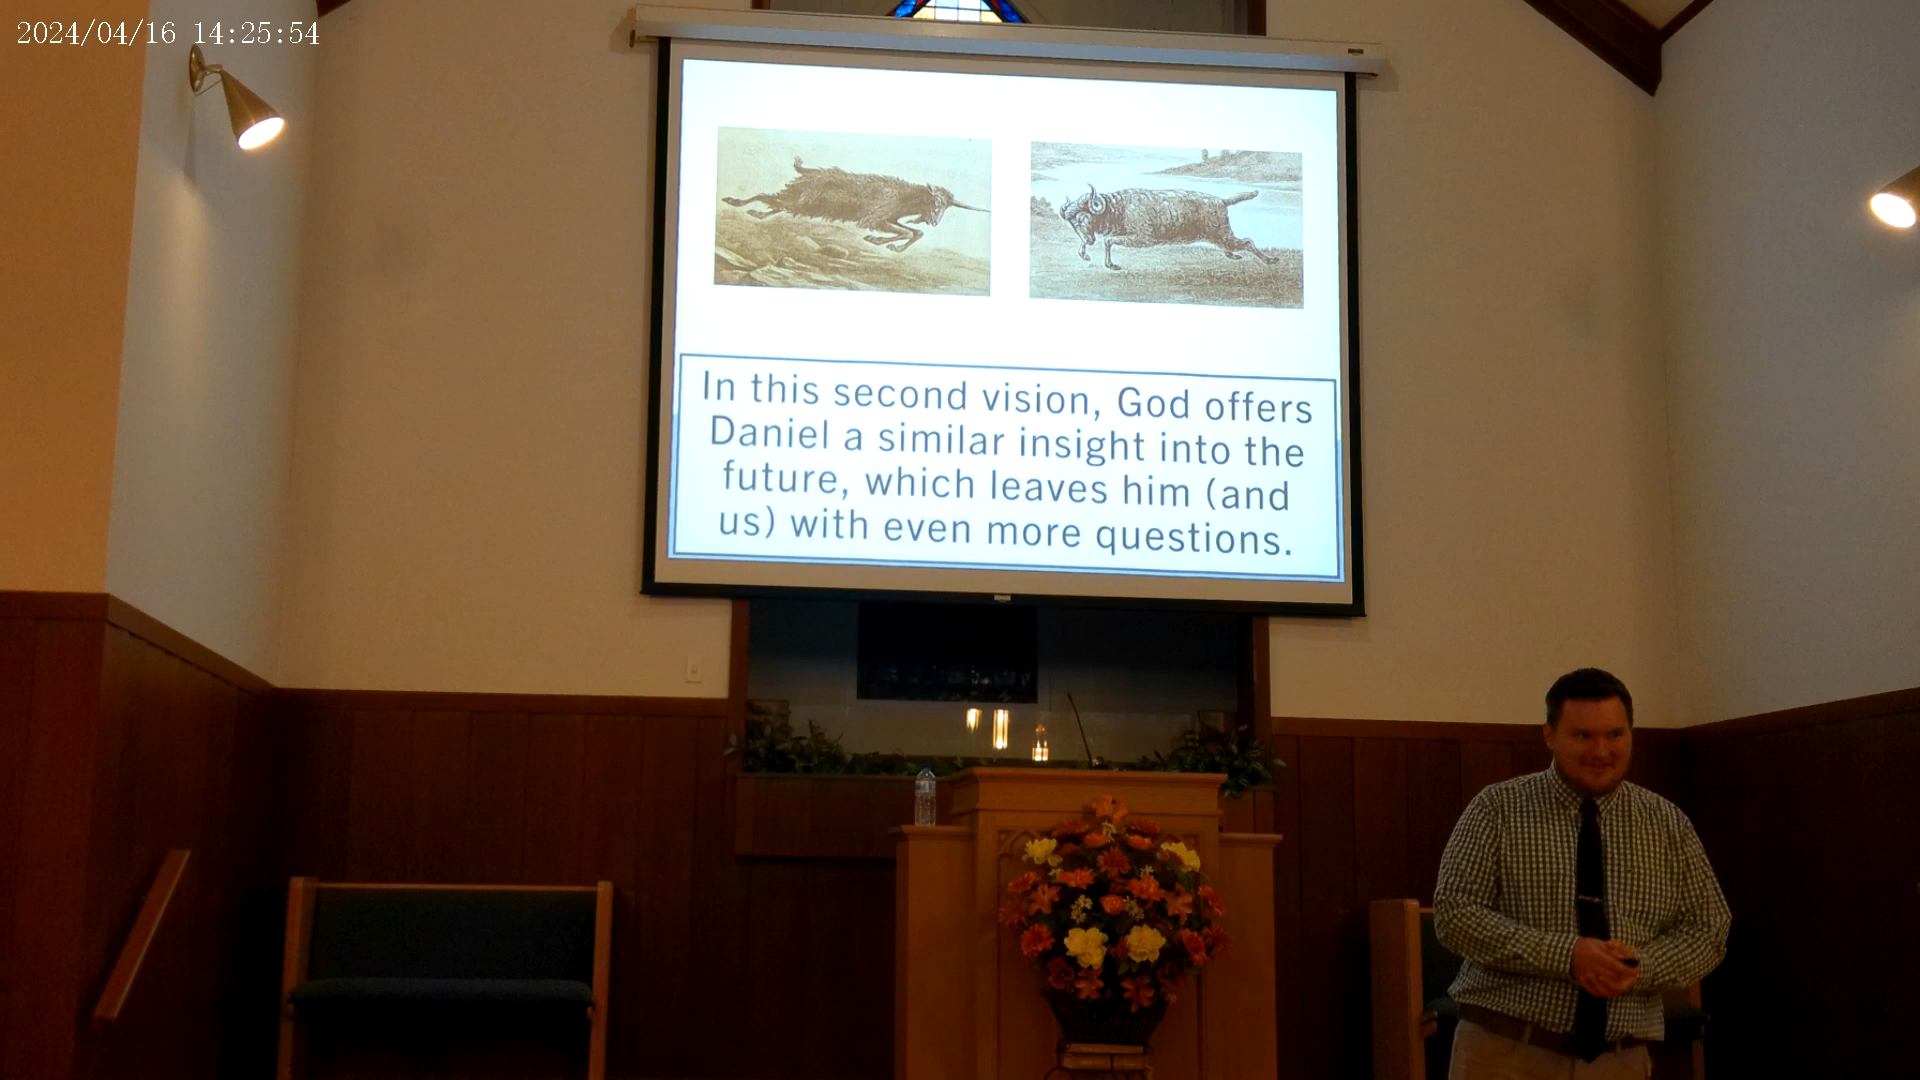 2024/04/16 14:25:54
In this second vision, God offers
Daniel a similar insight into the
future, which leaves him (and
us) with even more questions.